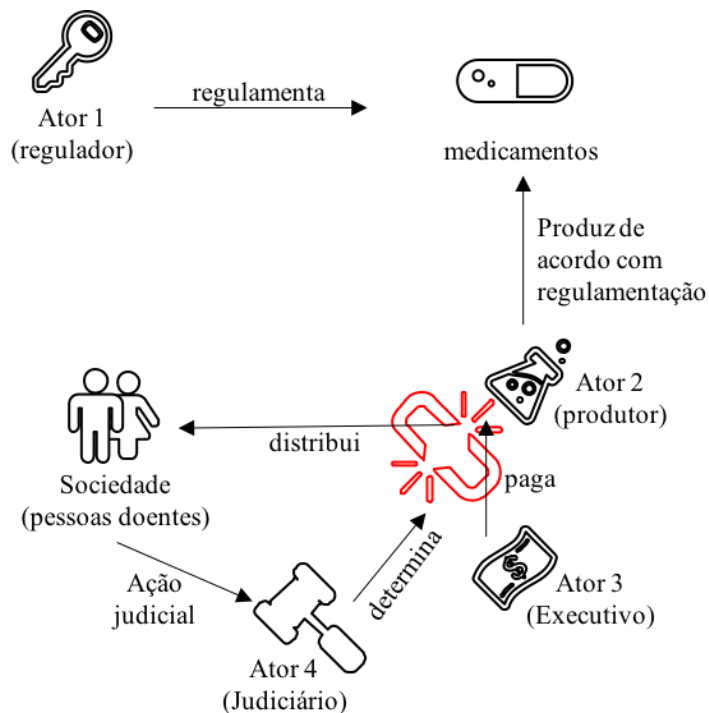 Ator 1
(regulador)
regulamenta
medicamentos
Produz de
acordo com
regulamentação
Ator 2
(produtor)
distribui
Sociedade
(pessoas doentes)
paga
Ação
judicial
determina
Ator 3
(Executivo)
$
Ator 4
(Judiciário)